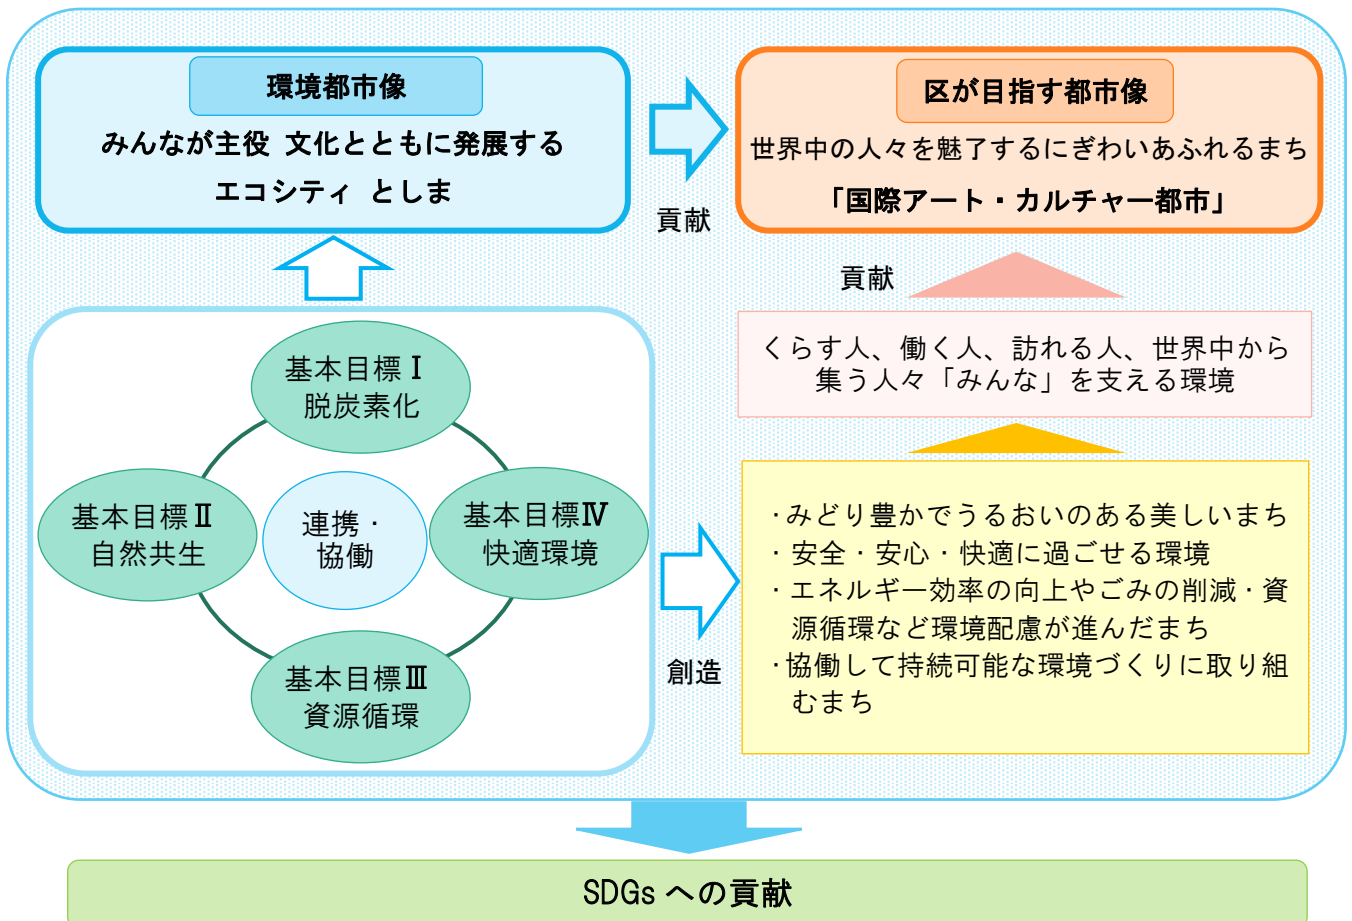 環境都市像
みんなが主役 文化とともに発展する
エコシティ としま
貢献
区が目指す都市像
世界中の人々を魅了するにぎわいあふれるまち
「国際アート・カルチャー都市」
貢献
くらす人、働く人、訪れる人、世界中から
集う人々「みんな」を支える環境
基本目標Ⅰ
脱炭素化
基本目標Ⅱ
自然共生
連携・
協働
基本目標Ⅳ
快適環境
基本目標Ⅲ
資源循環
創造
・みどり豊かでうるおいのある美しいまち
・安全・安心・快適に過ごせる環境
・エネルギー効率の向上やごみの削減・資
源循環など環境配慮が進んだまち
・協働して持続可能な環境づくりに取り組
むまち
SDGs への貢献